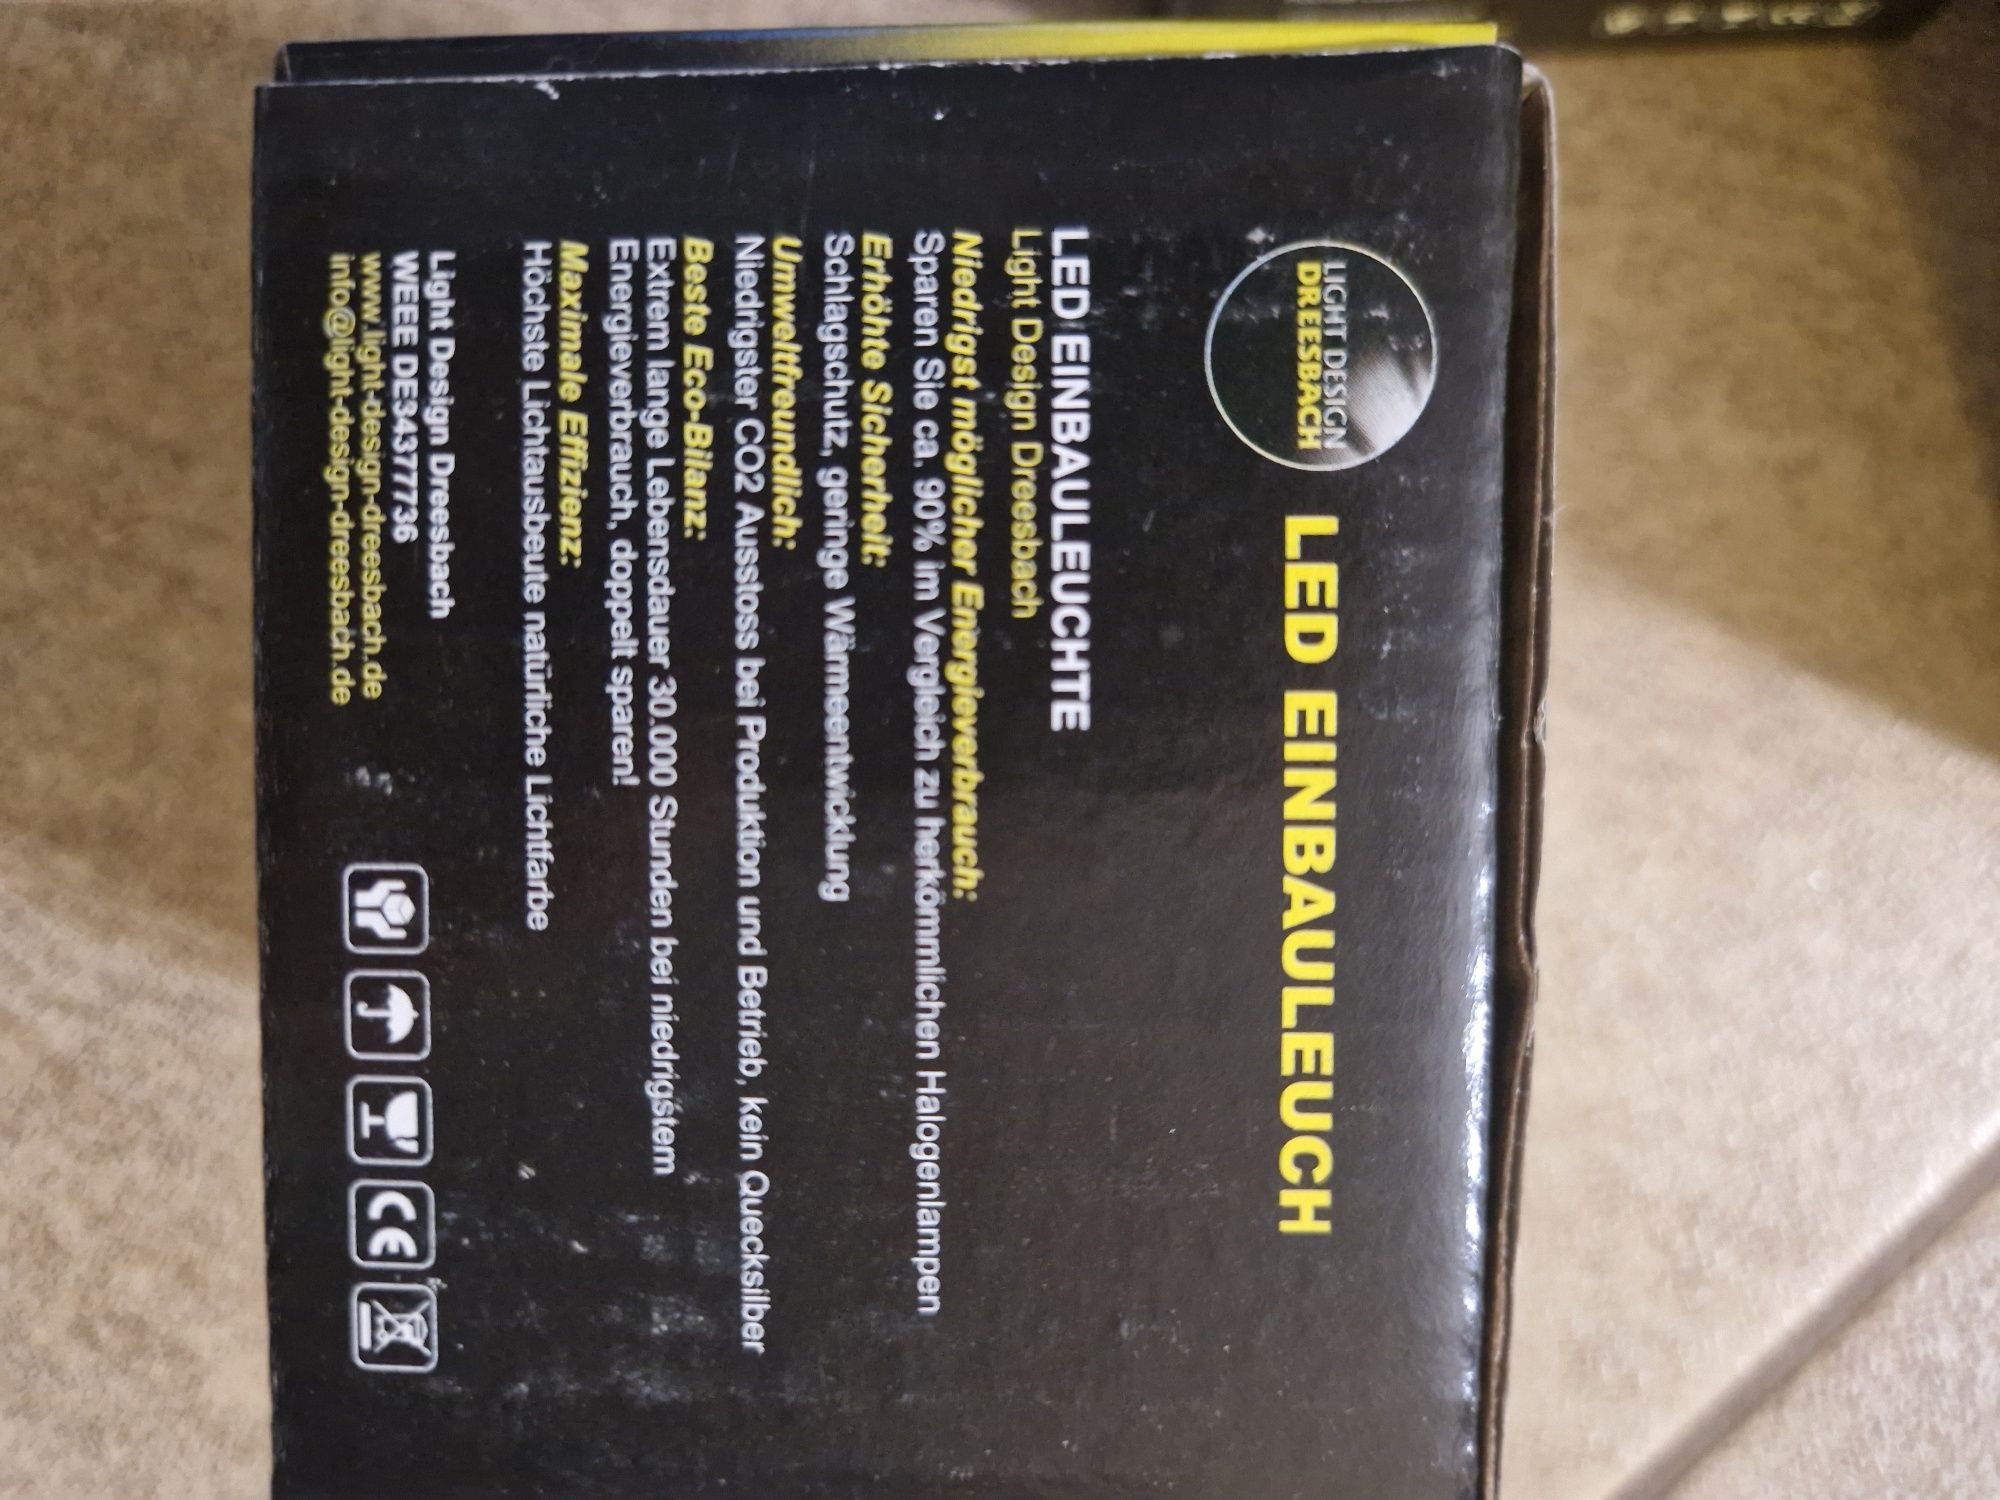 LIGHT DESIGN
DREESBACH
LED EINBAULEUCH
LED EINBAULEUCHTE
Light Design Dreesbach
Niedrigst möglicher Energieverbrauch:
Sparen Sie ca. 90% im Vergleich zu herkömmlichen Halogenlampen
Erhöhte Sicherheit:
Schlagschutz, geringe Wärmeentwicklung
Umweltfreundlich:
Niedrigster CO2 Ausstoss bei Produktion und Betrieb, kein Quecksilber
Beste Eco-Bilanz:
Extrem lange Lebensdauer 30.000 Stunden bei niedrigstem
Energieverbrauch, doppelt sparen!
Maximale Effizienz:
Höchste Lichtausbeute natürliche Lichtfarbe
Light Design Dreesbach
WEEE DE34377736
www.light-design-dreesbach.de
info@light-design-dreesbach.de
CE